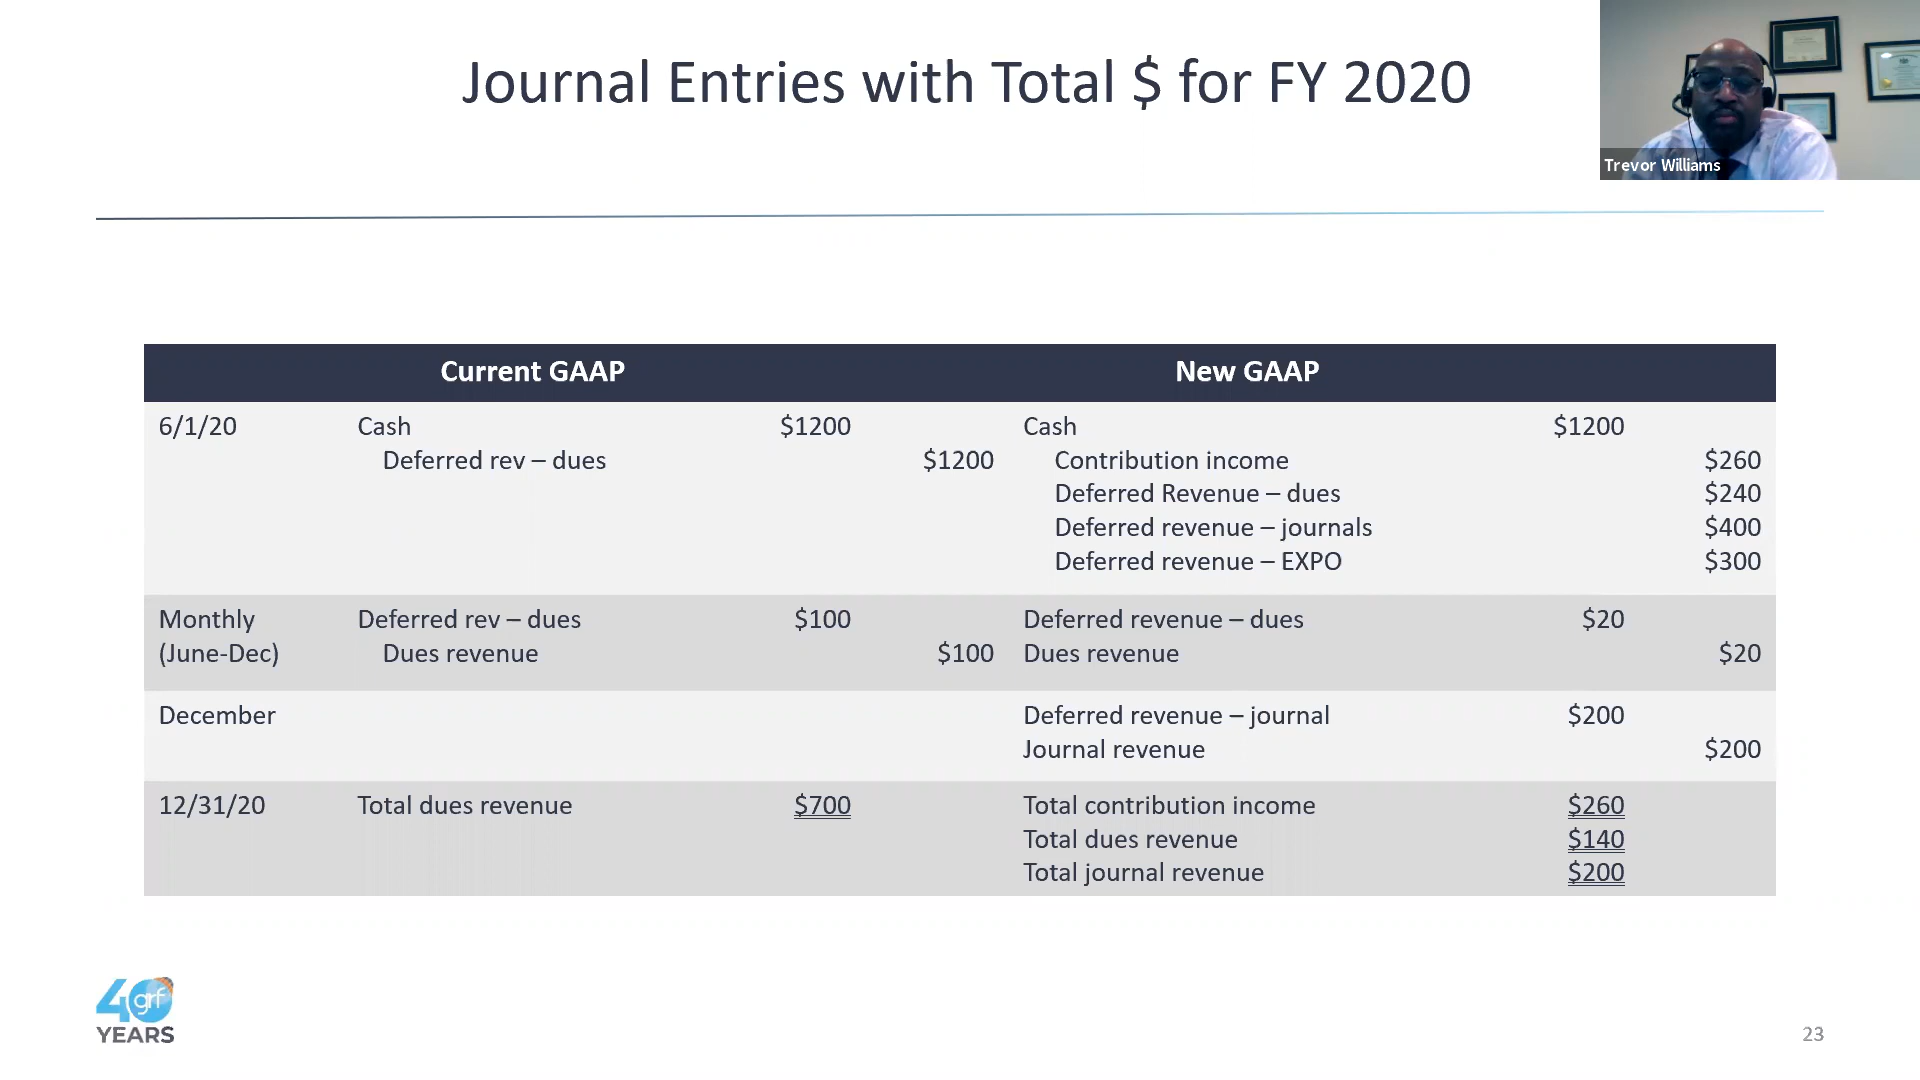 Journal Entries with Total $ for FY 2020
Trevor Williams
Current GAAP New GAAP
6/1/20 Cash $1200 Cash $1200
Deferred rev – dues $1200 Contribution income $260
Deferred Revenue – dues $240
Deferred revenue – journals $400
Deferred revenue – EXPO $300
Monthly Deferred rev – dues $100 Deferred revenue – dues $20
(June-Dec) Dues revenue $100 Dues revenue $20
December Deferred revenue – journal $200
Journal revenue $200
12/31/20 Total dues revenue $700 Total contribution income $260
Total dues revenue $140
Total journal revenue $200
40 grf
YEARS
23